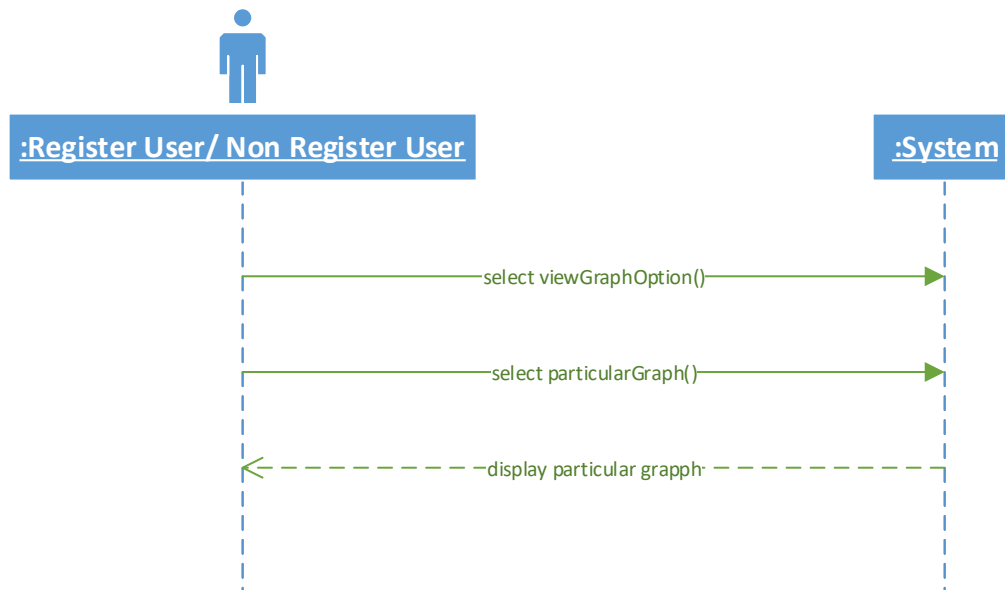 :Register User/ Non Register User
:System
select viewGraphOption()
select particularGraph()
display particular grapph